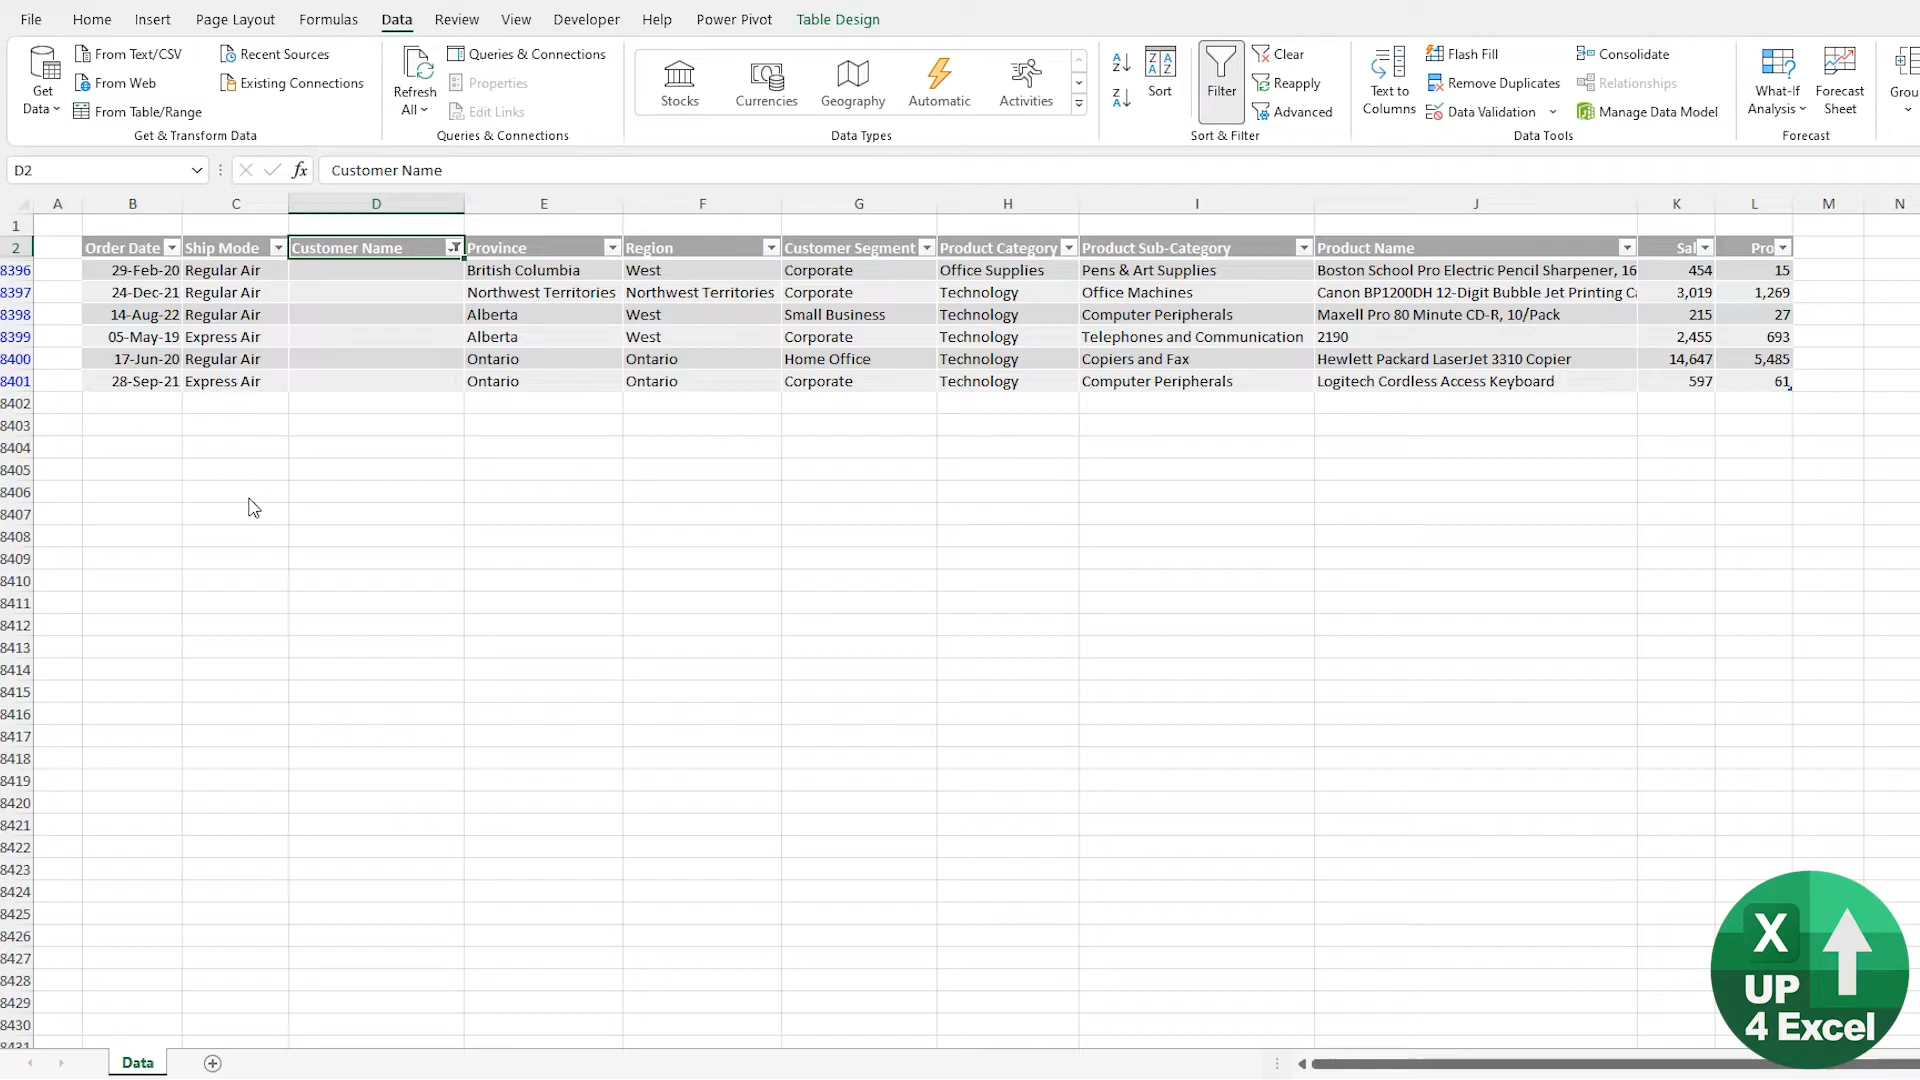 File Home Insert Page Layout Formulas Data Review View Developer Help Power Pivot Table Design
Get Data
From Text/CSV
From Web
From Table/Range
Recent Sources
Existing Connections
Get & Transform Data
Refresh All
Queries & Connections
Properties
Edit Links
Queries & Connections
Stocks Currencies Geography Automatic Activities
Data Types
Sort
Filter
Clear
Reapply
Advanced
Sort & Filter
Text to Columns
Flash Fill
Remove Duplicates
Data Validation
Consolidate
Relationships
Manage Data Model
Data Tools
What-If Analysis
Forecast Sheet
Forecast
Grou
D2 fx Customer Name
A B C D E F G H I J K L M N
1
2 Order Date Ship Mode Customer Name Province Region Customer Segment Product Category Product Sub-Category Product Name Sal Pro
8396 29-Feb-20 Regular Air British Columbia West Corporate Office Supplies Pens & Art Supplies Boston School Pro Electric Pencil Sharpener, 16 454 15
8397 24-Dec-21 Regular Air Northwest Territories Northwest Territories Corporate Technology Office Machines Canon BP1200DH 12-Digit Bubble Jet Printing Ca 3,019 1,269
8398 14-Aug-22 Regular Air Alberta West Small Business Technology Computer Peripherals Maxell Pro 80 Minute CD-R, 10/Pack 215 27
8399 05-May-19 Express Air Alberta West Corporate Technology Telephones and Communication 2190 2,455 693
8400 17-Jun-20 Regular Air Ontario Ontario Home Office Technology Copiers and Fax Hewlett Packard LaserJet 3310 Copier 14,647 5,485
8401 28-Sep-21 Express Air Ontario Ontario Corporate Technology Computer Peripherals Logitech Cordless Access Keyboard 597 61
8402
8403
8404
8405
8406
8407
8408
8409
8410
8411
8412
8413
8414
8415
8416
8417
8418
8419
8420
8421
8422
8423
8424
8425
8426
8427
8428
8429
8430
8431
Data
X
UP
4 Excel